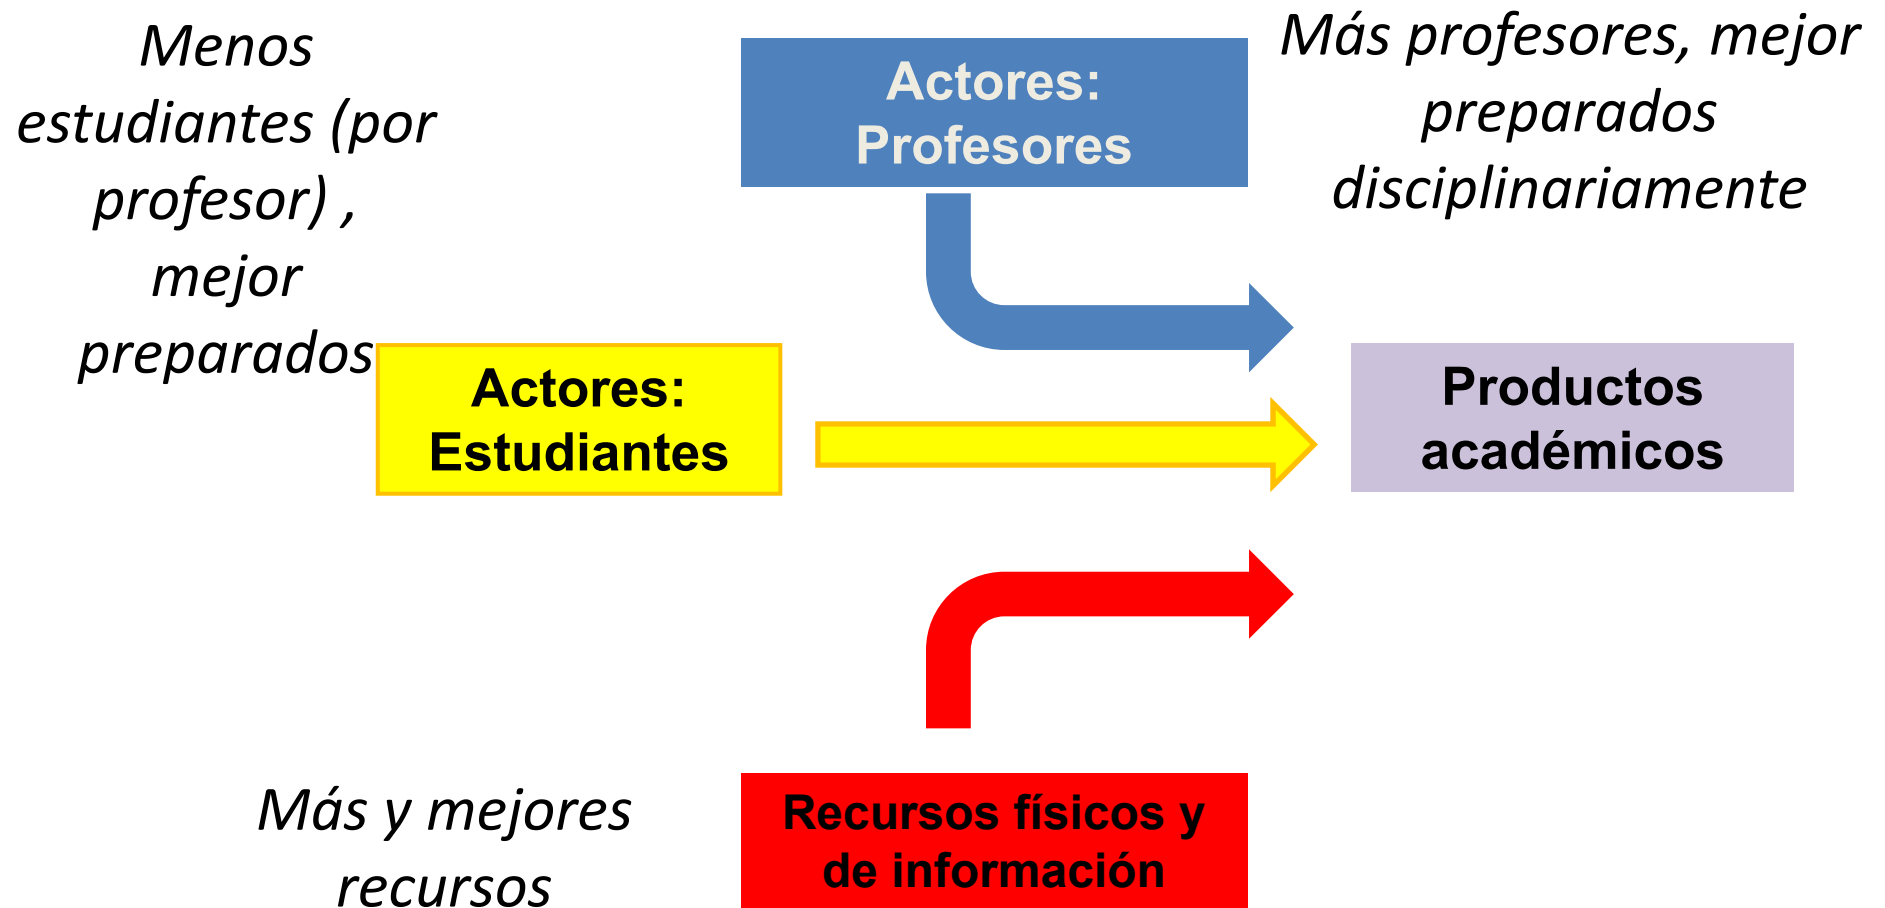 Menos
estudiantes (por
profesor) ,
mejor
preparados
Actores:
Profesores
Más profesores, mejor
preparados
disciplinariamente
Actores:
Estudiantes
Productos
académicos
Más y mejores
recursos
Recursos físicos y
de información